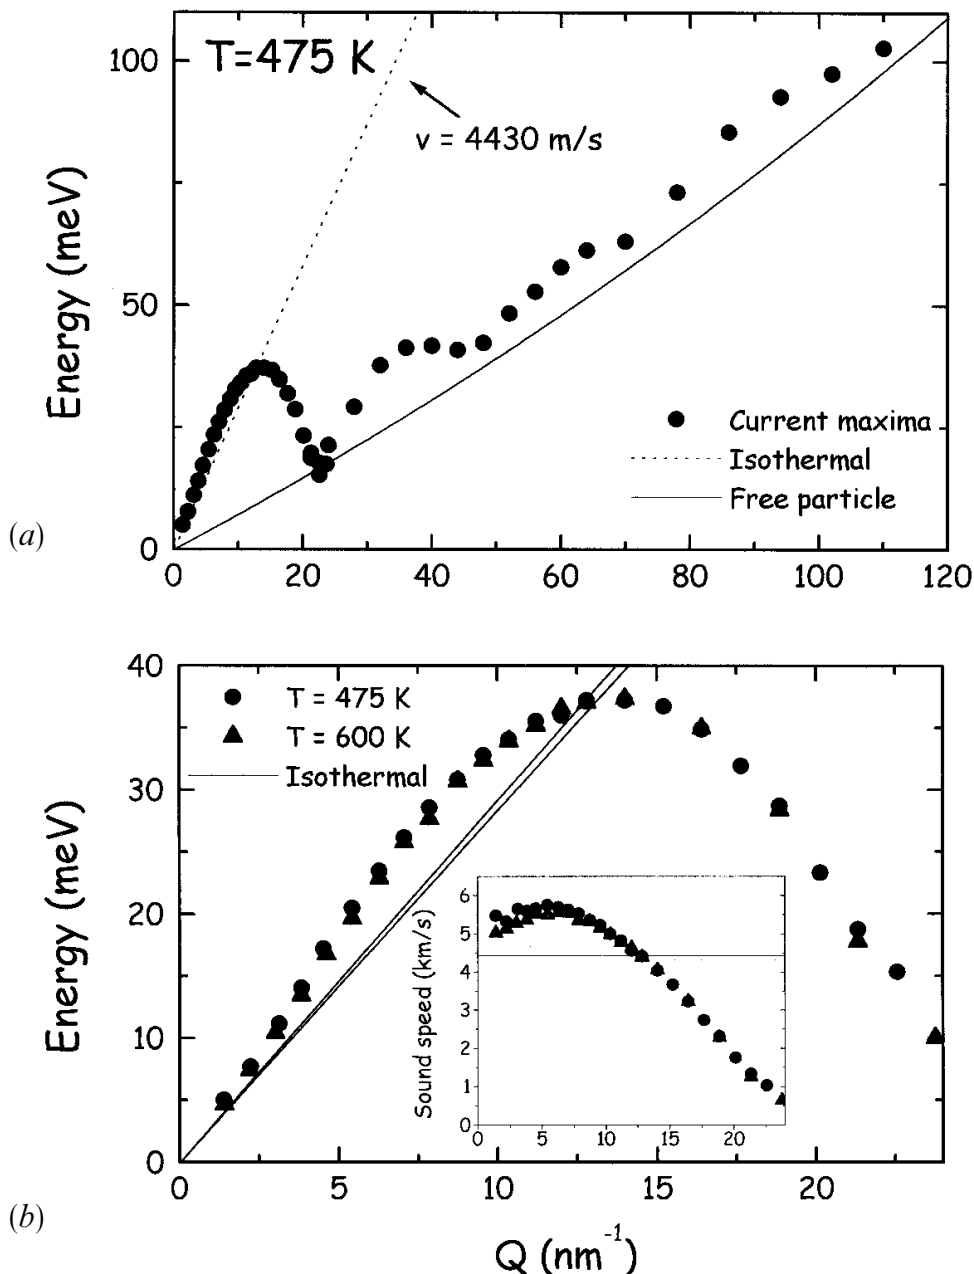 T=475 K
v = 4430 m/s
100
50
0
Energy (meV)
Current maxima
Isothermal
Free particle
(a)
0 20 40 60 80 100 120
40
30
20
10
0
Energy (meV)
T = 475 K
T = 600 K
Isothermal
6
5
4
3
2
1
0
Sound speed (km/s)
0 5 10 15 20
0 5 10 15 20
(b)
Q (nm⁻¹)